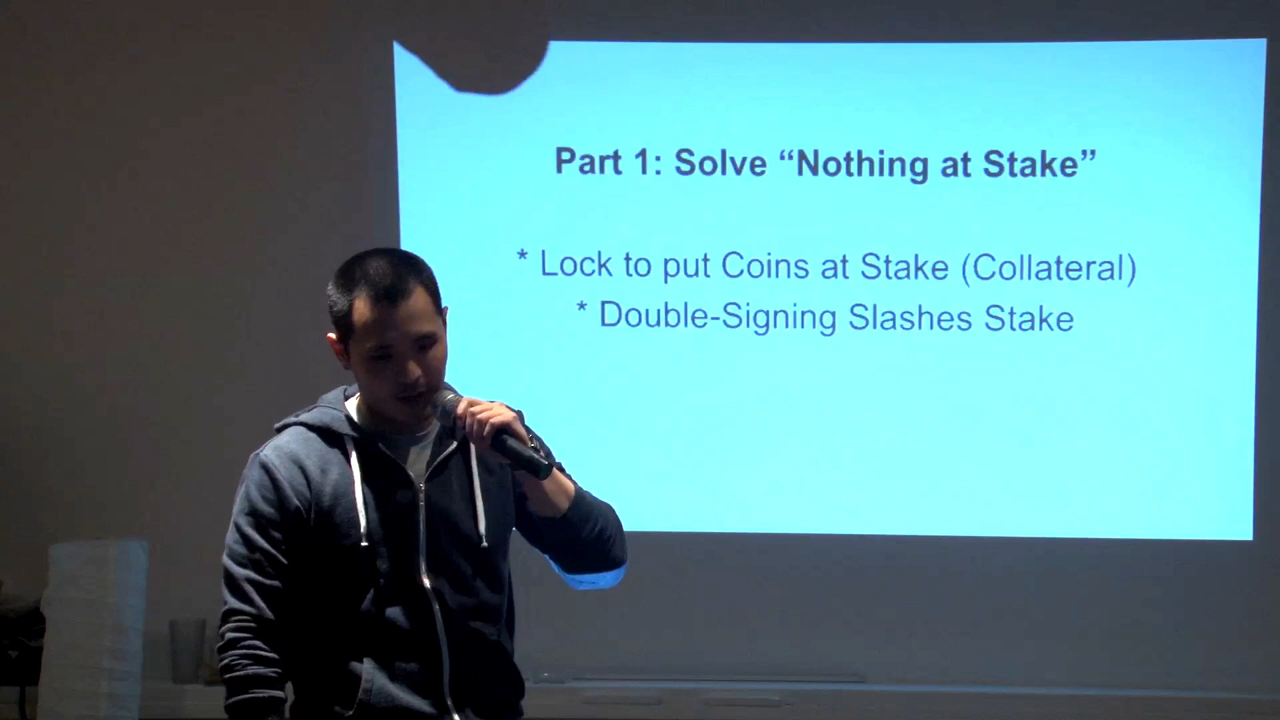 Part 1: Solve “Nothing at Stake”
* Lock to put Coins at Stake (Collateral)
* Double-Signing Slashes Stake